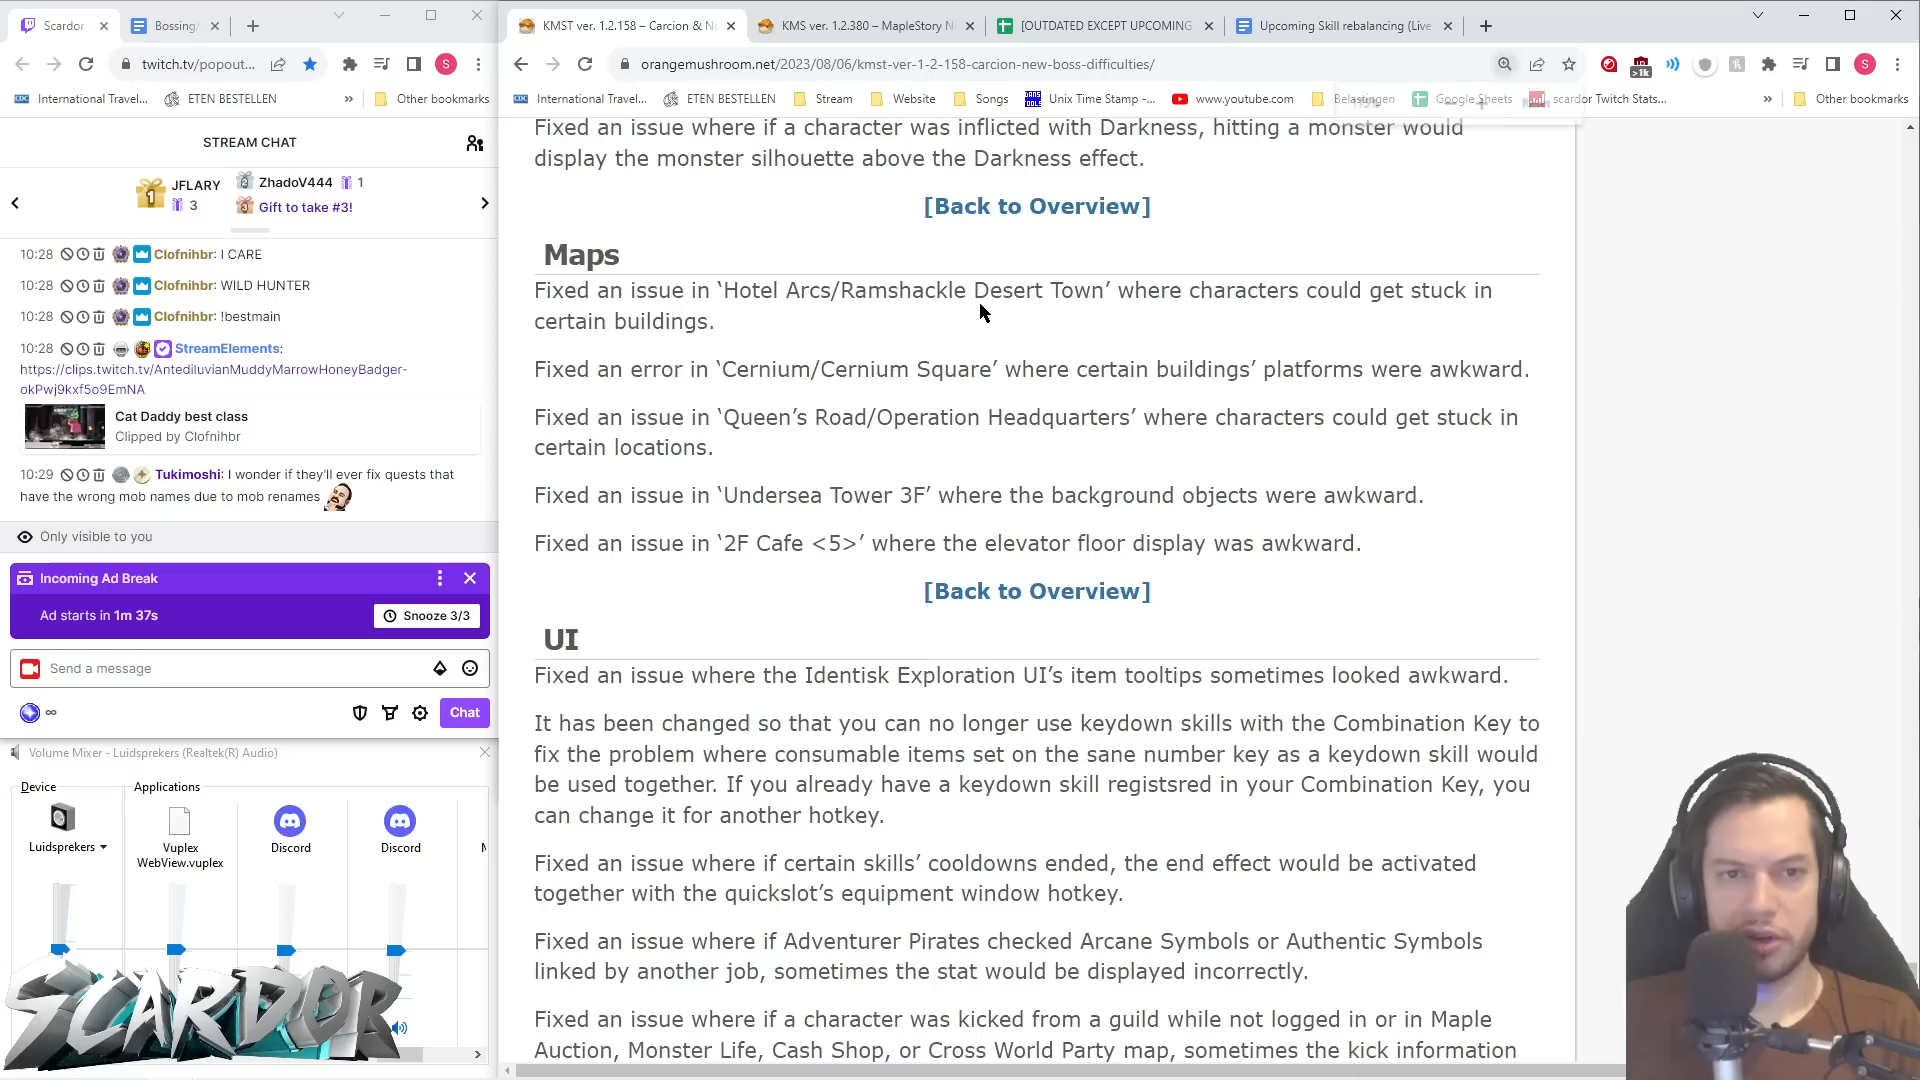 Scardor
Bossing/
twitch.tv/popout...
International Travel...
ETEN BESTELLEN
»
Other bookmarks
STREAM CHAT
JFLARY
3
ZhadoV444 1
Gift to take #3!
10:28 Clofnihbr: I CARE
10:28 Clofnihbr: WILD HUNTER
10:28 Clofnihbr: !bestmain
10:28 StreamElements:
https://clips.twitch.tv/AntediluvianMuddyMarrowHoneyBadger-
okPwj9kxf5o9EmNA
Cat Daddy best class
Clipped by Clofnihbr
10:29 Tukimoshi: I wonder if they'll ever fix quests that
have the wrong mob names due to mob renames
Only visible to you
Incoming Ad Break
Ad starts in 1m 37s
Snooze 3/3
Send a message
∞
Chat
Volume Mixer - Luidsprekers (Realtek(R) Audio)
Device
Applications
Luidsprekers
Vuplex
WebView.vuplex
Discord
Discord
SCARDOR
KMST ver. 1.2.158 – Carcion & Ne
KMS ver. 1.2.380 – MapleStory N
[OUTDATED EXCEPT UPCOMING
Upcoming Skill rebalancing (Live
orangemushroom.net/2023/08/06/kmst-ver-1-2-158-carcion-new-boss-difficulties/
>1k
S
International Travel...
ETEN BESTELLEN
Stream
Website
Songs
Unix Time Stamp -...
www.youtube.com
Belastingen
Google Sheets
scardor Twitch Stats...
»
Other bookmarks
Fixed an issue where if a character was inflicted with Darkness, hitting a monster would
display the monster silhouette above the Darkness effect.
[Back to Overview]
Maps
Fixed an issue in ‘Hotel Arcs/Ramshackle Desert Town’ where characters could get stuck in
certain buildings.
Fixed an error in ‘Cernium/Cernium Square’ where certain buildings’ platforms were awkward.
Fixed an issue in ‘Queen’s Road/Operation Headquarters’ where characters could get stuck in
certain locations.
Fixed an issue in ‘Undersea Tower 3F’ where the background objects were awkward.
Fixed an issue in ‘2F Cafe <5>’ where the elevator floor display was awkward.
[Back to Overview]
UI
Fixed an issue where the Identisk Exploration UI’s item tooltips sometimes looked awkward.
It has been changed so that you can no longer use keydown skills with the Combination Key to
fix the problem where consumable items set on the sane number key as a keydown skill would
be used together. If you already have a keydown skill registsred in your Combination Key, you
can change it for another hotkey.
Fixed an issue where if certain skills’ cooldowns ended, the end effect would be activated
together with the quickslot’s equipment window hotkey.
Fixed an issue where if Adventurer Pirates checked Arcane Symbols or Authentic Symbols
linked by another job, sometimes the stat would be displayed incorrectly.
Fixed an issue where if a character was kicked from a guild while not logged in or in Maple
Auction, Monster Life, Cash Shop, or Cross World Party map, sometimes the kick information